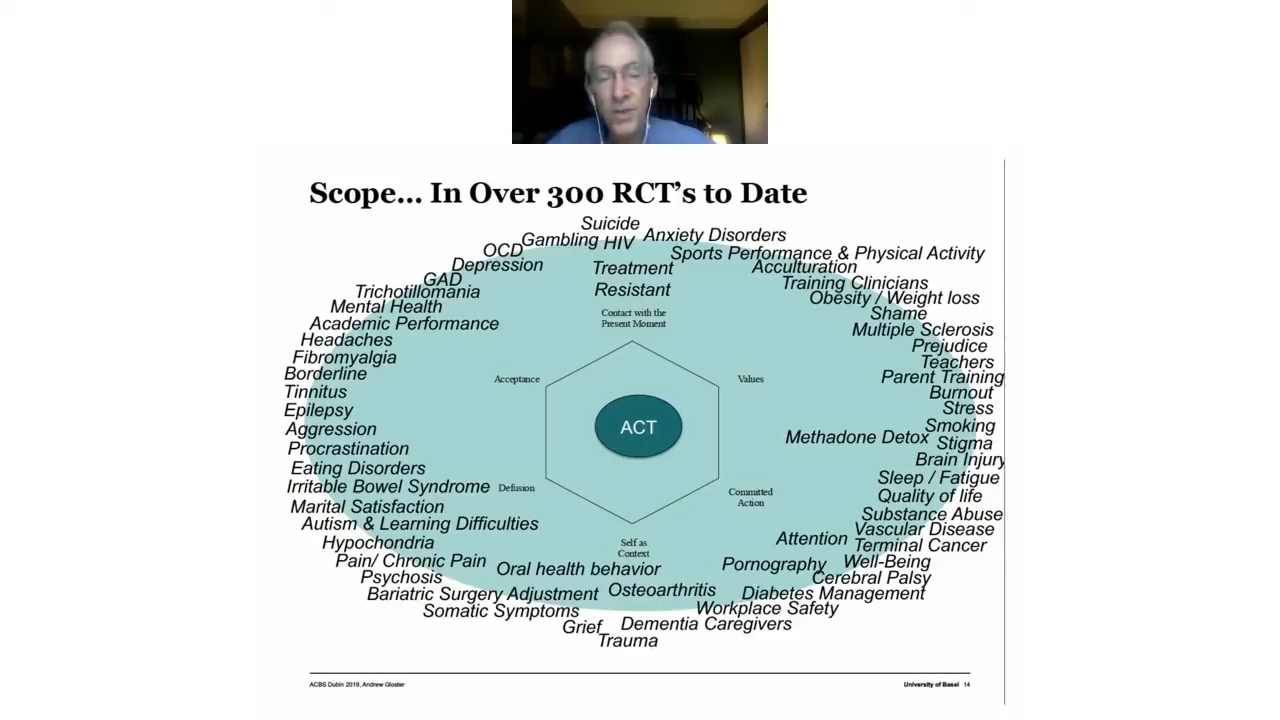 Scope... In Over 300 RCT's to Date
Suicide
Gambling
HIV
Anxiety Disorders
OCD
Sports Performance & Physical Activity
Depression
Treatment
Resistant
Acculturation
GAD
Training Clinicians
Trichotillomania
Obesity / Weight loss
Mental Health
Shame
Academic Performance
Multiple Sclerosis
Headaches
Prejudice
Fibromyalgia
Teachers
Borderline
Parent Training
Tinnitus
Burnout
Epilepsy
Stress
Aggression
Smoking
Methadone Detox
Stigma
Procrastination
Brain Injury
Eating Disorders
Sleep / Fatigue
Irritable Bowel Syndrome
Quality of life
Marital Satisfaction
Substance Abuse
Autism & Learning Difficulties
Vascular Disease
Hypochondria
Attention
Terminal Cancer
Pain/ Chronic Pain
Oral health behavior
Pornography
Well-Being
Psychosis
Cerebral Palsy
Bariatric Surgery Adjustment
Osteoarthritis
Diabetes Management
Somatic Symptoms
Workplace Safety
Grief
Dementia Caregivers
Trauma
Contact with the
Present Moment
Acceptance
Values
ACT
Defusion
Committed
Action
Self as
Context
ACBS Dubin 2019, Andrew Gloster
University of Basel 14